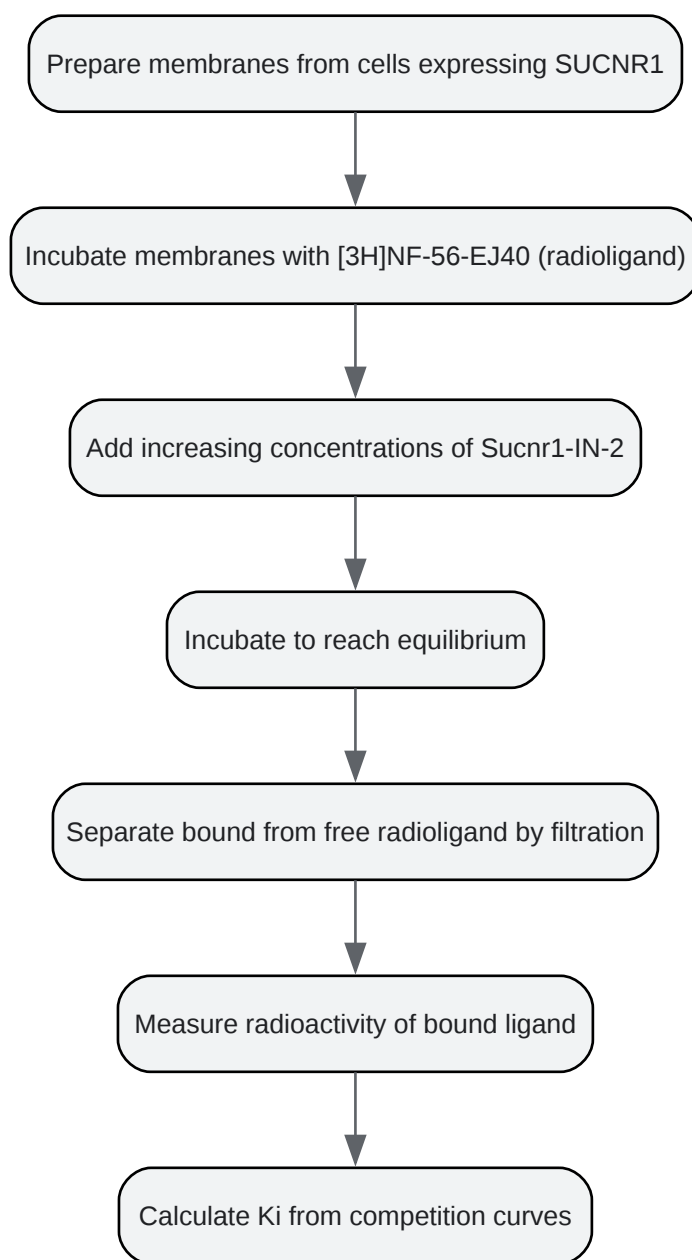 Prepare membranes from cells expressing SUCNR1
Incubate membranes with [3H]NF-56-EJ40 (radioligand)
Add increasing concentrations of Sucnr1-IN-2
Incubate to reach equilibrium
Separate bound from free radioligand by filtration
Measure radioactivity of bound ligand
Calculate Ki from competition curves